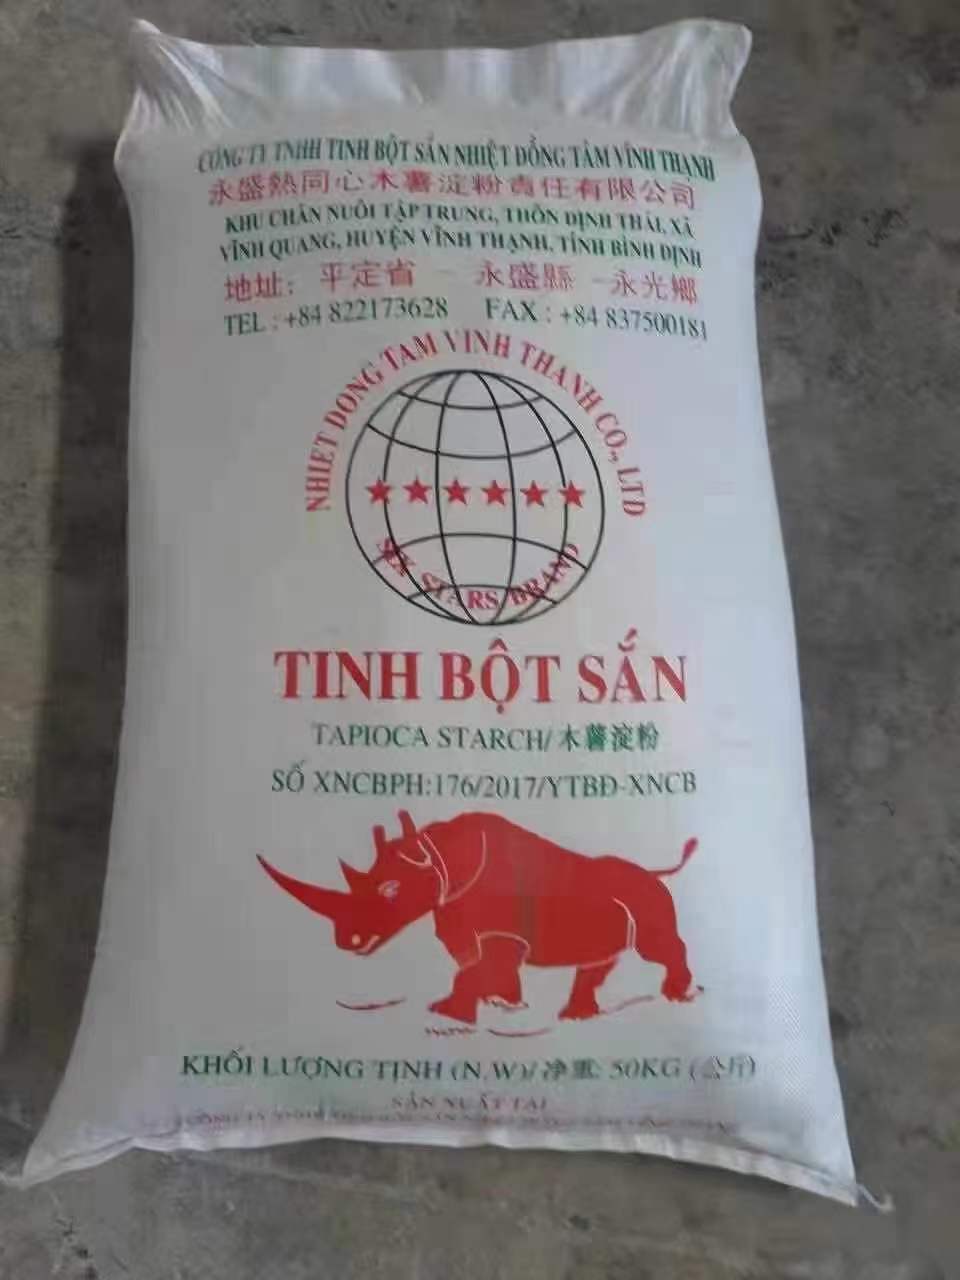 CÔNG TY TNHH TINH BỘT SẮN NHIỆT ĐỒNG TÂM VĨNH THẠNH
永盛熱同心木薯淀粉責任有限公司
KHU CHĂN NUÔI TẬP TRUNG, THÔN ĐỊNH THÁI, XÃ
VĨNH QUANG, HUYỆN VĨNH THẠNH, TỈNH BÌNH ĐỊNH
地址: 平定省 - 永盛縣 -永光鄉
TEL : +84 822173628 FAX : +84 837500181
NHIET DONG TAM VINH THANH CO., LTD
SIX STARS BRAND
TINH BỘT SẮN
TAPIOCA STARCH/ 木薯淀粉
SỐ XNCBPH:176/2017/YTBĐ-XNCB
KHỐI LƯỢNG TỊNH (N.W)/ 净重: 50KG (公斤)
SẢN XUẤT TẠI
CÔNG TY TNHH